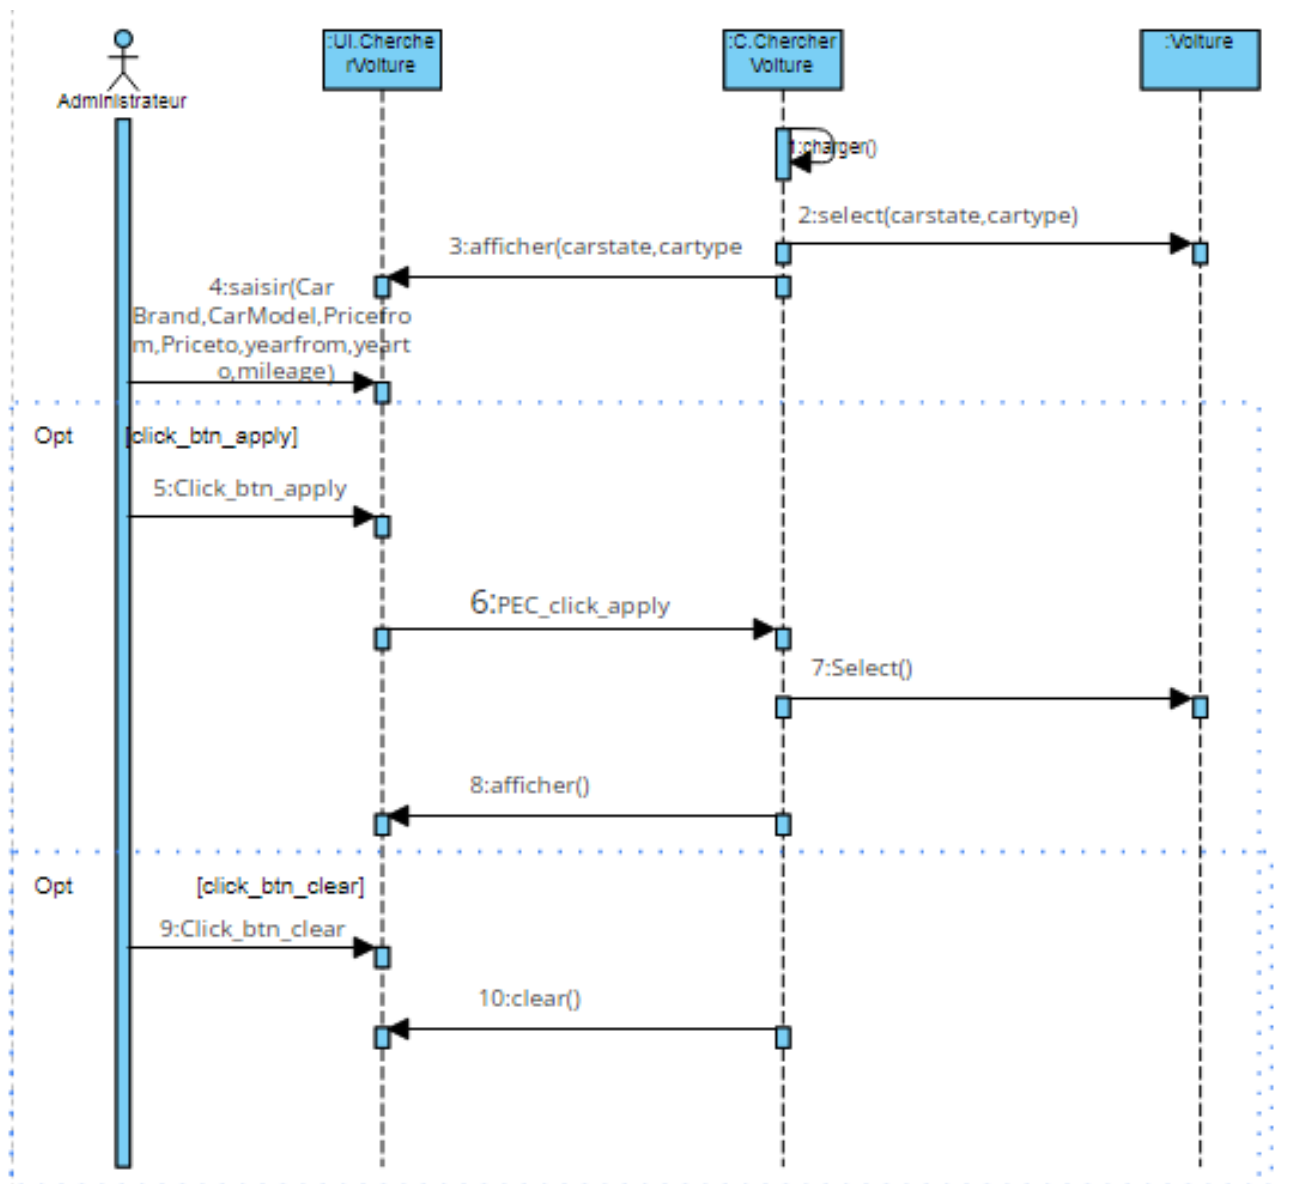 :UI.Cherche
rVoiture
:C.Chercher
Voiture
:Voiture
Administrateur
1:charger()
2:select(carstate,cartype)
3:afficher(carstate,cartype
4:saisir(Car
Brand,CarModel,Pricefro
m,Priceto,yearfrom,yeart
o,mileage)
Opt
[click_btn_apply]
5:Click_btn_apply
6:PEC_click_apply
7:Select()
8:afficher()
Opt
[click_btn_clear]
9:Click_btn_clear
10:clear()